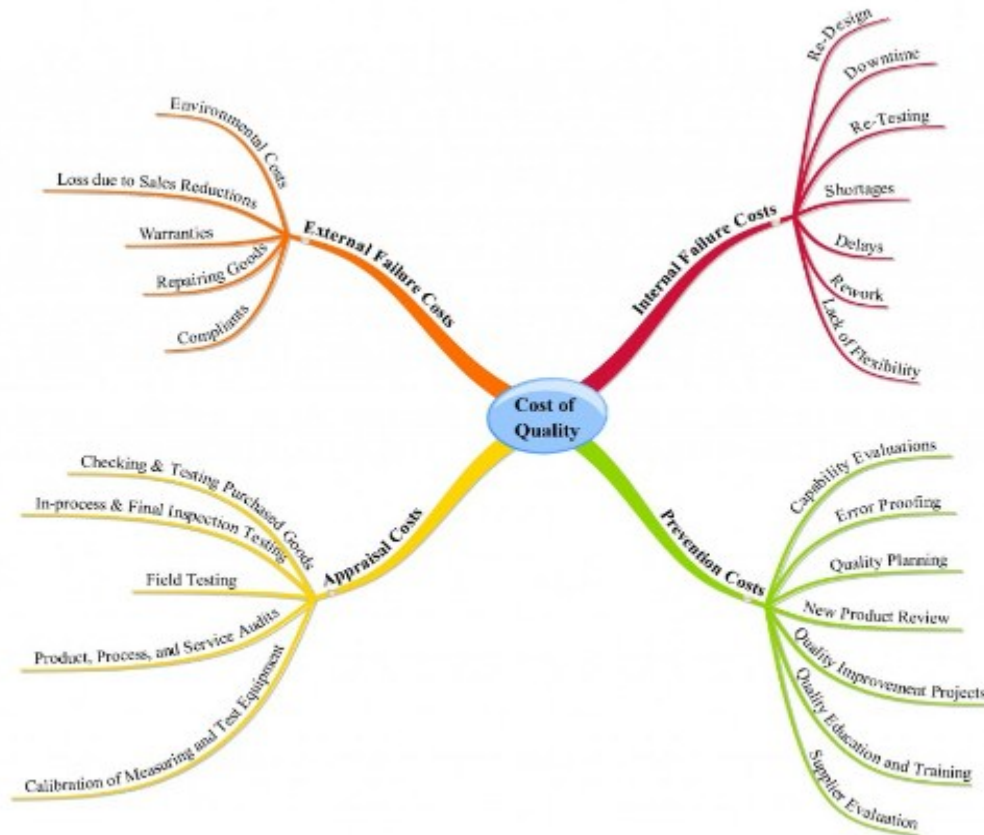 Cost of
Quality
External Failure Costs
Environmental Costs
Loss due to Sales Reductions
Warranties
Repairing Goods
Compliants
Internal Failure Costs
Re-Design
Downtime
Re-Testing
Shortages
Delays
Rework
Lack of Flexibility
Appraisal Costs
Checking & Testing Purchased Goods
In-process & Final Inspection Testing
Field Testing
Product, Process, and Service Audits
Calibration of Measuring and Test Equipment
Prevention Costs
Capability Evaluations
Error Proofing
Quality Planning
New Product Review
Quality Improvement Projects
Quality Education and Training
Supplier Evaluation